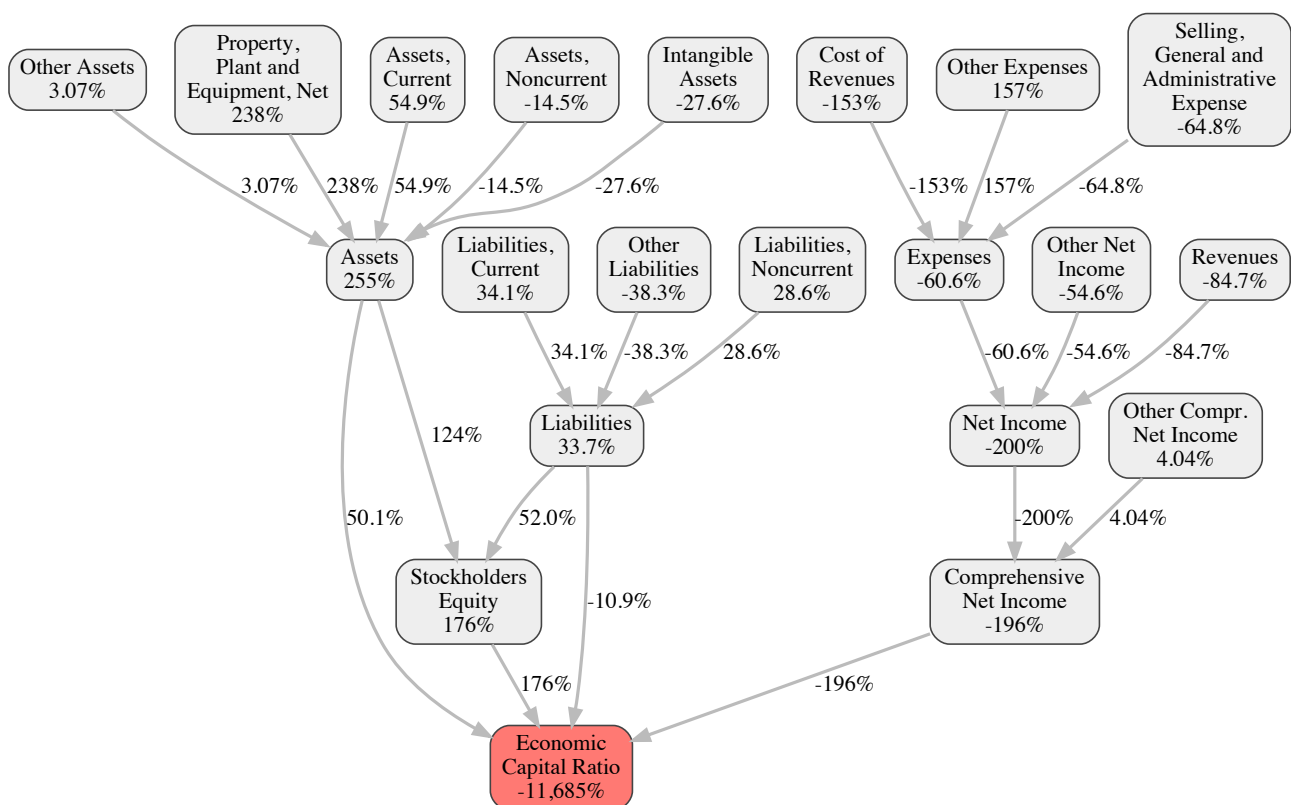 Other Assets
3.07%
Property,
Plant and
Equipment, Net
238%
Assets,
Current
54.9%
Assets,
Noncurrent
-14.5%
Intangible
Assets
-27.6%
Cost of
Revenues
-153%
Other Expenses
157%
Selling,
General and
Administrative
Expense
-64.8%
3.07%
238%
54.9%
-14.5%
-27.6%
-153%
157%
-64.8%
Assets
255%
Liabilities,
Current
34.1%
Other
Liabilities
-38.3%
Liabilities,
Noncurrent
28.6%
Expenses
-60.6%
Other Net
Income
-54.6%
Revenues
-84.7%
34.1%
-38.3%
28.6%
-60.6%
-54.6%
-84.7%
124%
Liabilities
33.7%
Net Income
-200%
Other Compr.
Net Income
4.04%
50.1%
52.0%
-200%
4.04%
Stockholders
Equity
176%
-10.9%
Comprehensive
Net Income
-196%
176%
-196%
Economic
Capital Ratio
-11,685%